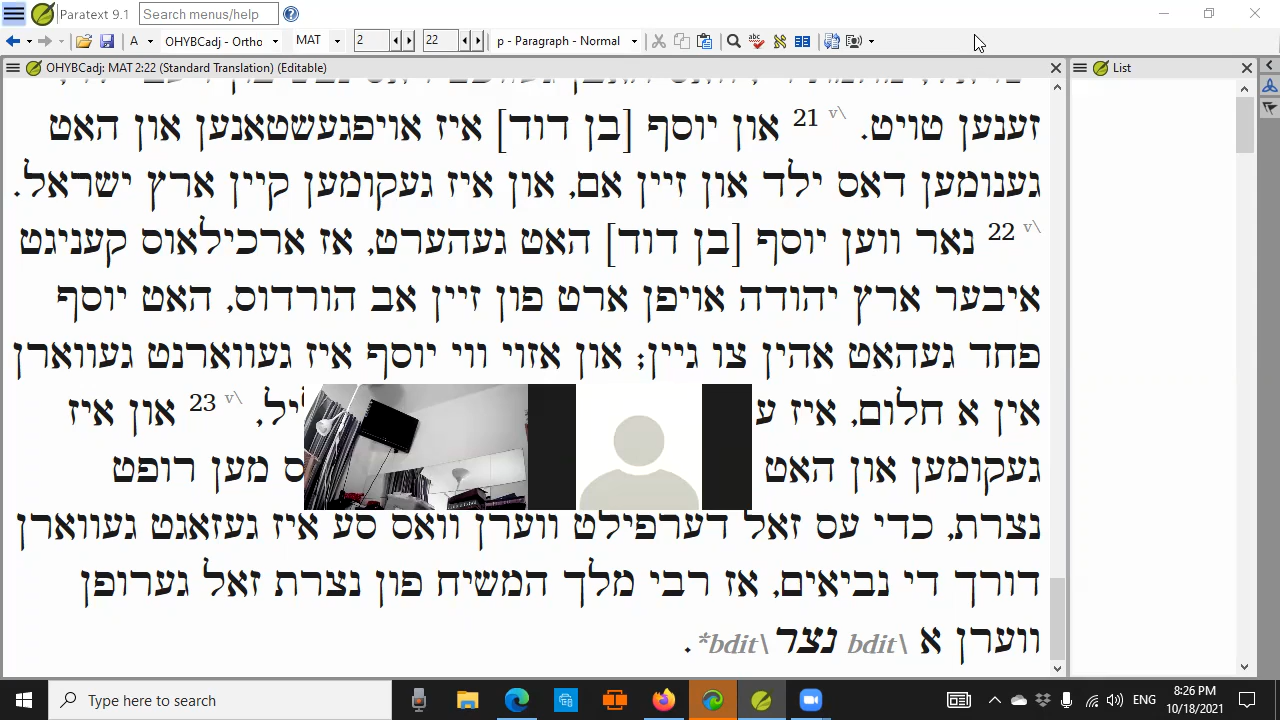 Paratext 9.1
Search menus/help
A
OHYBCadj - Ortho
MAT
2
22
p - Paragraph - Normal
OHYBCadj: MAT 2:22 (Standard Translation) (Editable)
List
זענען טויט. \v 21 און יוסף [בן דוד] איז אויפגעשטאנען און האט
גענומען דאס ילד און זיין אם, און איז געקומען קיין ארץ ישראל.
\v 22 נאר ווען יוסף [בן דוד] האט געהערט, אז ארכילאוס קעניגט
איבער ארץ יהודה אויפן ארט פון זיין אב הורדוס, האט יוסף
פחד געהאט אהין צו גיין; און אזוי ווי יוסף איז געווארנט געווארן
אין א חלום, איז \v 23 און איז
געקומען און האט מען רופט
נצרת, כדי עס זאל דערפילט ווערן וואס סע איז געזאגט געווארן
דורך די נביאים, אז רבי מלך המשיח פון נצרת זאל גערופן
ווערן א \bdit נצר \bdit*.
Type here to search
ENG
8:26 PM
10/18/2021